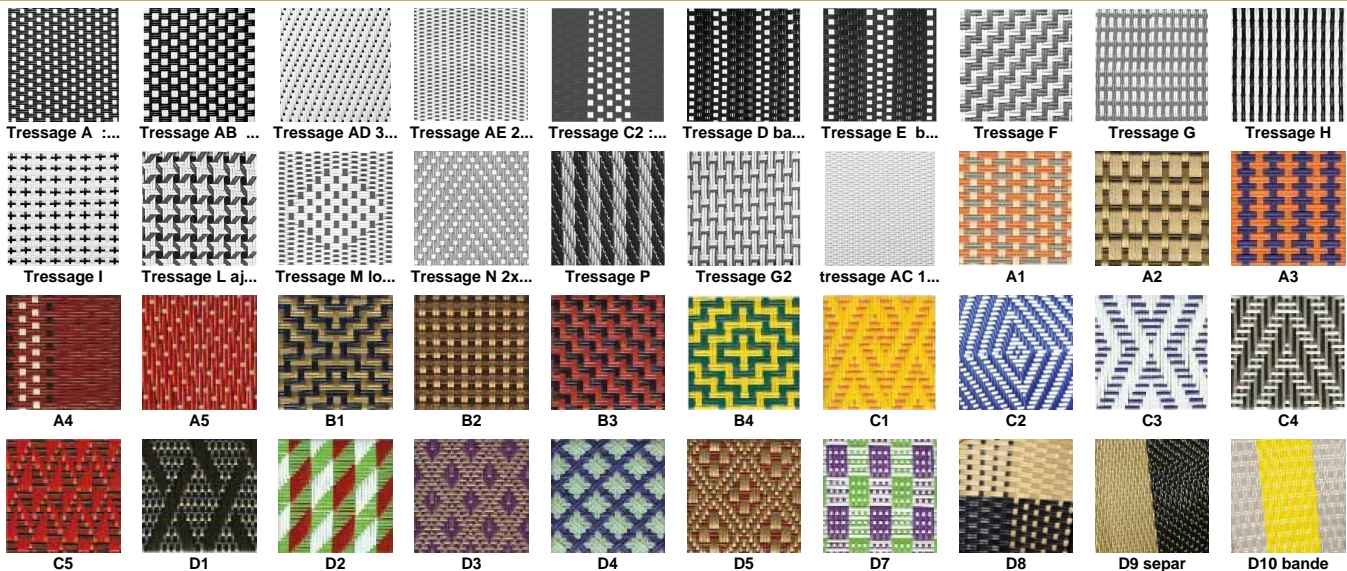 Tressage A :... Tressage AB ... Tressage AD 3... Tressage AE 2... Tressage C2 :... Tressage D ba... Tressage E b... Tressage F Tressage G Tressage H
Tressage I Tressage L aj... Tressage M lo... Tressage N 2x... Tressage P Tressage G2 tressage AC 1... A1 A2 A3
A4 A5 B1 B2 B3 B4 C1 C2 C3 C4
C5 D1 D2 D3 D4 D5 D7 D8 D9 separ D10 bande